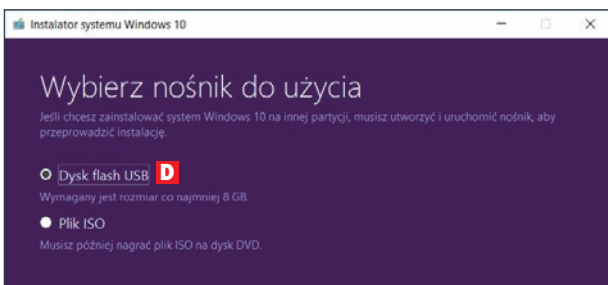 Instalator systemu Windows 10
Wybierz nośnik do użycia
Jeśli chcesz zainstalować system Windows 10 na innej partycji, musisz utworzyć i uruchomić nośnik, aby
przeprowadzić instalację.
Dysk flash USB D
Wymagany jest rozmiar co najmniej 8 GB.
Plik ISO
Musisz później nagrać plik ISO na dysk DVD.